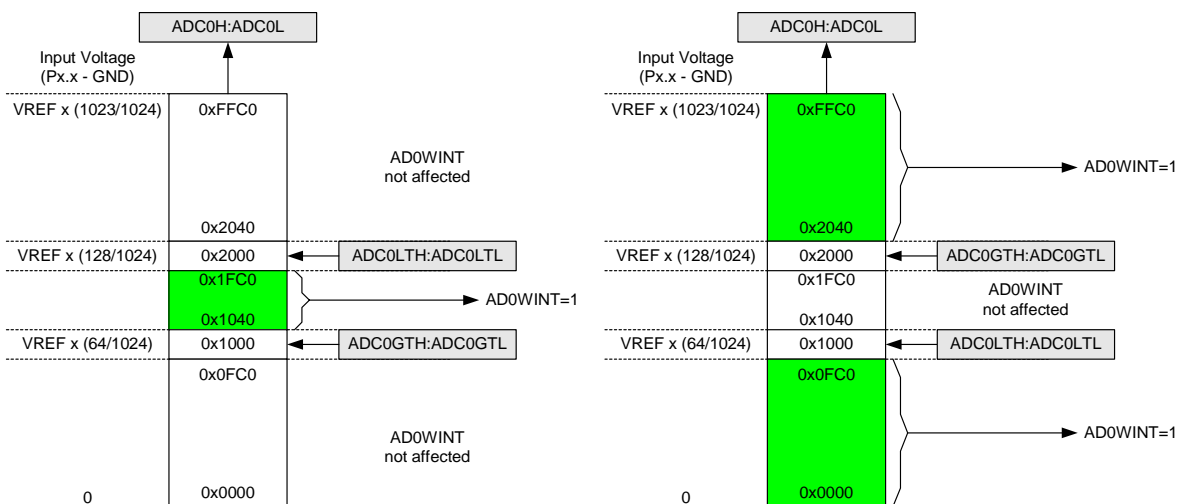 ADC0H:ADC0L
Input Voltage
(Px.x - GND)
VREF x (1023/1024)
0xFFC0
AD0WINT
not affected
0x2040
VREF x (128/1024)
0x2000
ADC0LTH:ADC0LTL
0x1FC0
AD0WINT=1
0x1040
VREF x (64/1024)
0x1000
ADC0GTH:ADC0GTL
0x0FC0
AD0WINT
not affected
0
0x0000
ADC0H:ADC0L
Input Voltage
(Px.x - GND)
VREF x (1023/1024)
0xFFC0
AD0WINT=1
0x2040
VREF x (128/1024)
0x2000
ADC0GTH:ADC0GTL
0x1FC0
AD0WINT
not affected
0x1040
VREF x (64/1024)
0x1000
ADC0LTH:ADC0LTL
0x0FC0
AD0WINT=1
0
0x0000